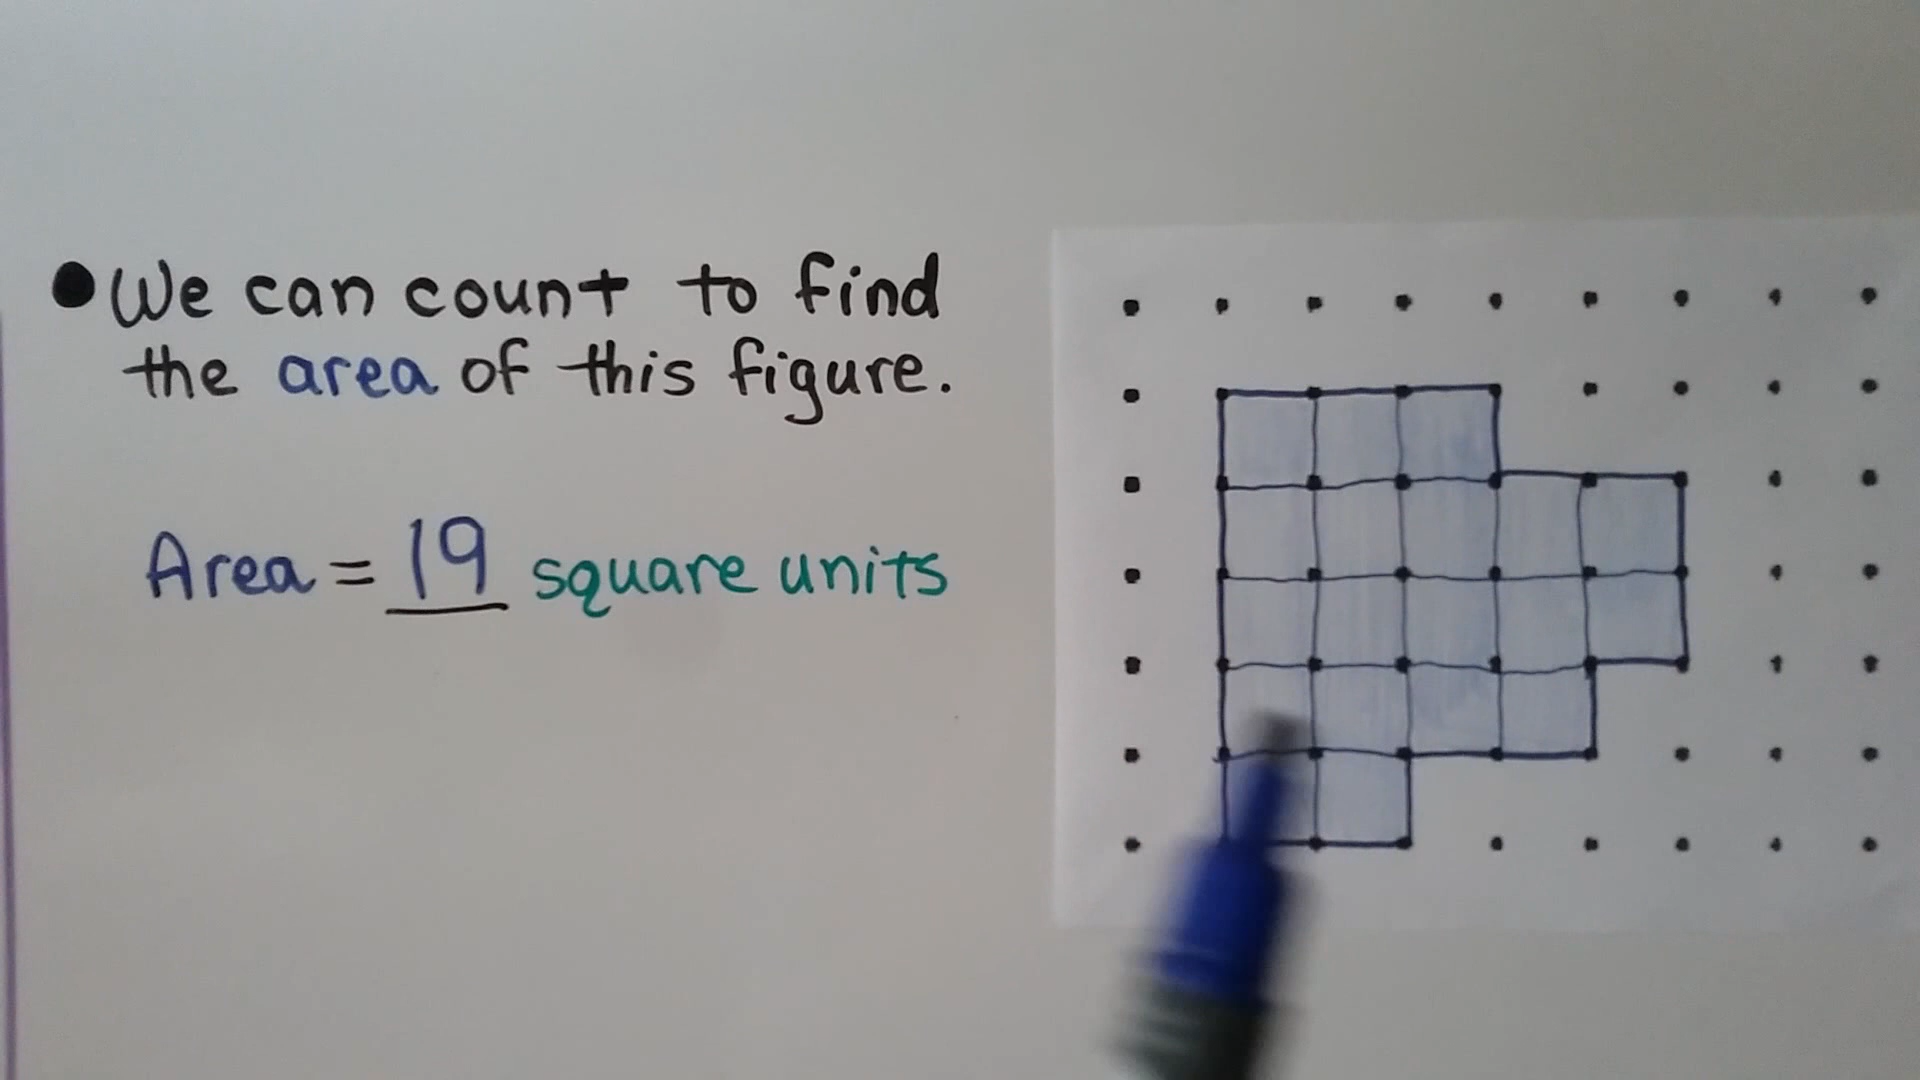 We can count to find
the area of this figure.
Area = 19 square units